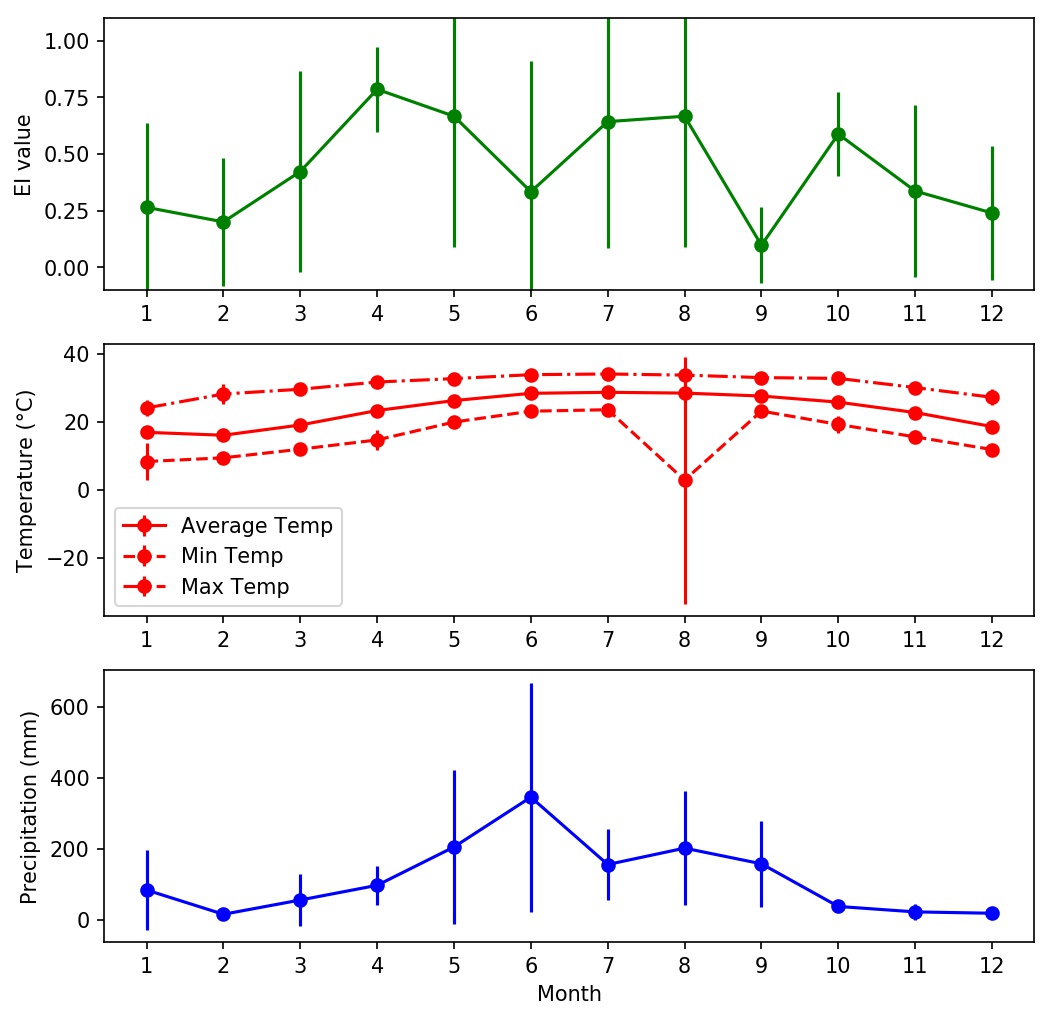 EI value
1.00
0.75
0.50
0.25
0.00
1 2 3 4 5 6 7 8 9 10 11 12
Temperature (°C)
40
20
0
−20
Average Temp
Min Temp
Max Temp
1 2 3 4 5 6 7 8 9 10 11 12
Precipitation (mm)
600
400
200
0
1 2 3 4 5 6 7 8 9 10 11 12
Month